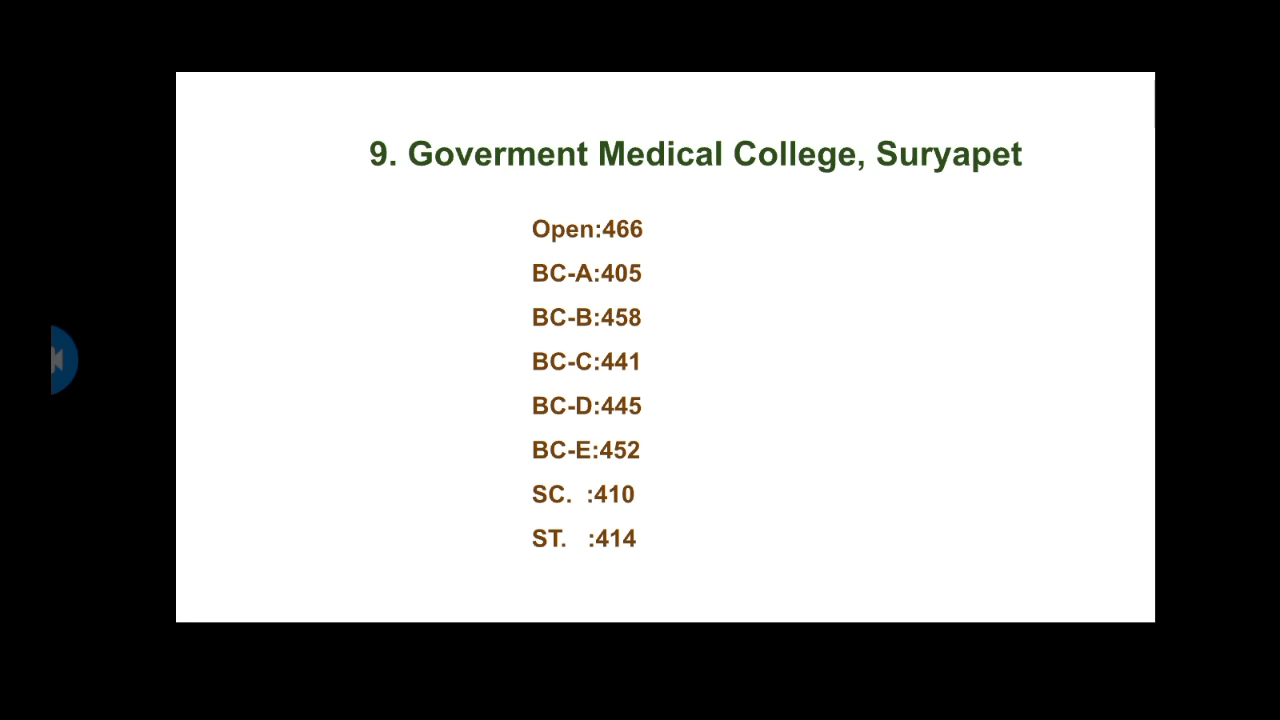 9. Goverment Medical College, Suryapet
Open:466
BC-A:405
BC-B:458
BC-C:441
BC-D:445
BC-E:452
SC.  :410
ST.   :414